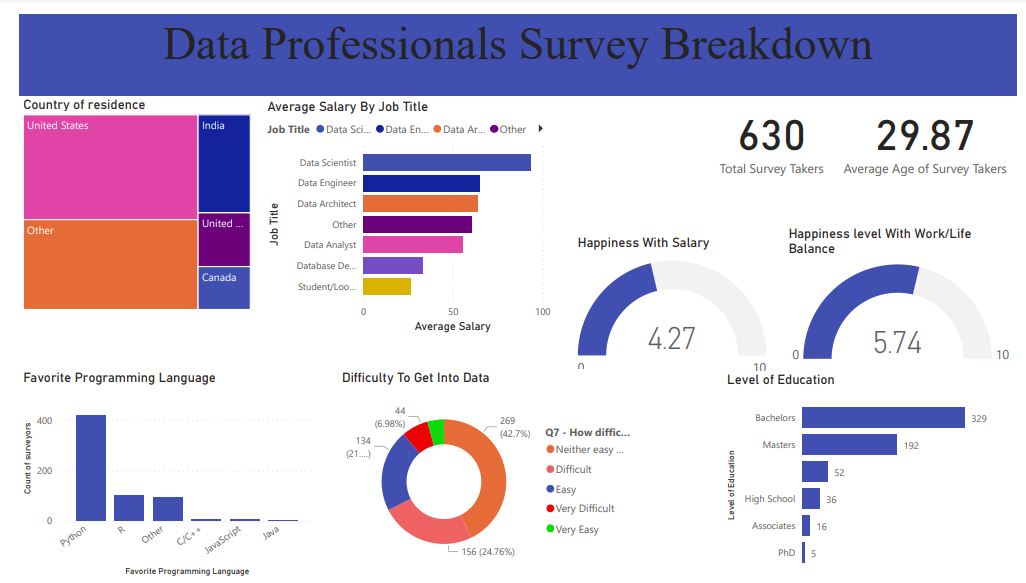 Data Professionals Survey Breakdown
Country of residence
United States
India
Other
United ...
Canada
Average Salary By Job Title
Job Title Data Sci... Data En... Data Ar... Other
Job Title
Data Scientist
Data Engineer
Data Architect
Other
Data Analyst
Database De...
Student/Loo...
0 50 100
Average Salary
630
Total Survey Takers
29.87
Average Age of Survey Takers
Happiness With Salary
4.27
0 10
Happiness level With Work/Life
Balance
5.74
0 10
Favorite Programming Language
Count of surveyors
400
200
0
Python R Other C/C++ JavaScript Java
Favorite Programming Language
Difficulty To Get Into Data
44
(6.98%)
269
(42.7%)
134
(21....)
156 (24.76%)
Q7 - How diffic...
Neither easy ...
Difficult
Easy
Very Difficult
Very Easy
Level of Education
Level of Education
Bachelors 329
Masters 192
52
High School 36
Associates 16
PhD 5